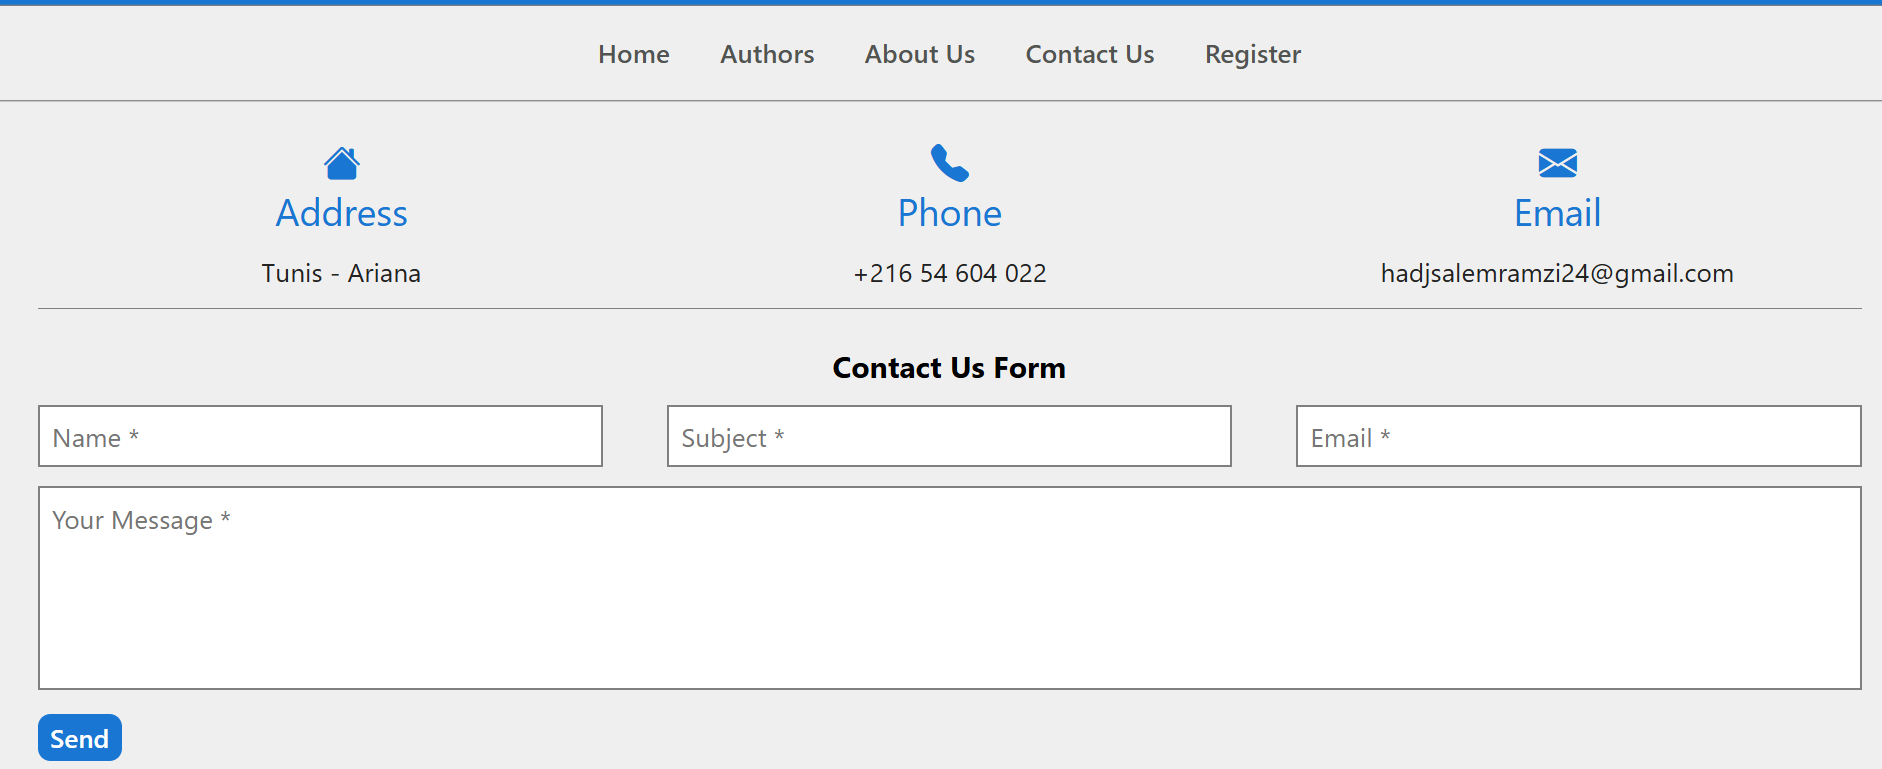 Home Authors About Us Contact Us Register
Address Phone Email
Tunis - Ariana +216 54 604 022 hadjsalemramzi24@gmail.com
Contact Us Form
Name * Subject * Email *
Your Message *
Send